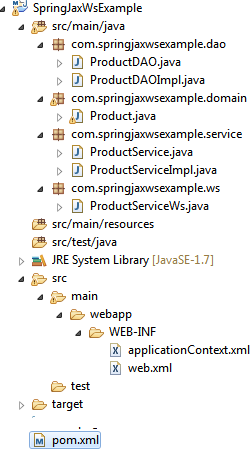 SpringJaxWsExample
src/main/java
com.springjaxwsexample.dao
ProductDAO.java
ProductDAOImpl.java
com.springjaxwsexample.domain
Product.java
com.springjaxwsexample.service
ProductService.java
ProductServiceImpl.java
com.springjaxwsexample.ws
ProductServiceWs.java
src/main/resources
src/test/java
JRE System Library [JavaSE-1.7]
src
main
webapp
WEB-INF
applicationContext.xml
web.xml
test
target
pom.xml